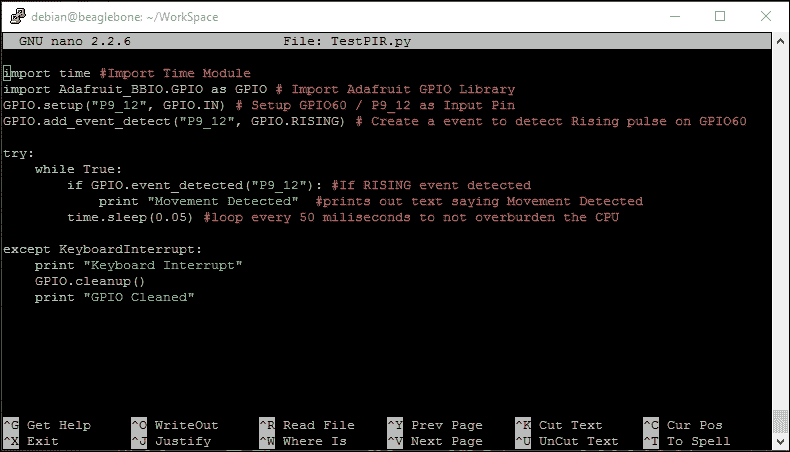 debian@beaglebone: ~/WorkSpace
GNU nano 2.2.6 File: TestPIR.py
import time #Import Time Module
import Adafruit_BBIO.GPIO as GPIO # Import Adafruit GPIO Library
GPIO.setup("P9_12", GPIO.IN) # Setup GPIO60 / P9_12 as Input Pin
GPIO.add_event_detect("P9_12", GPIO.RISING) # Create a event to detect Rising pulse on GPIO60
try:
    while True:
        if GPIO.event_detected("P9_12"): #If RISING event detected
            print "Movement Detected"  #prints out text saying Movement Detected
        time.sleep(0.05) #loop every 50 miliseconds to not overburden the CPU
except KeyboardInterrupt:
    print "Keyboard Interrupt"
    GPIO.cleanup()
    print "GPIO Cleaned"
^G Get Help ^O WriteOut ^R Read File ^Y Prev Page ^K Cut Text ^C Cur Pos
^X Exit ^J Justify ^W Where Is ^V Next Page ^U UnCut Text ^T To Spell